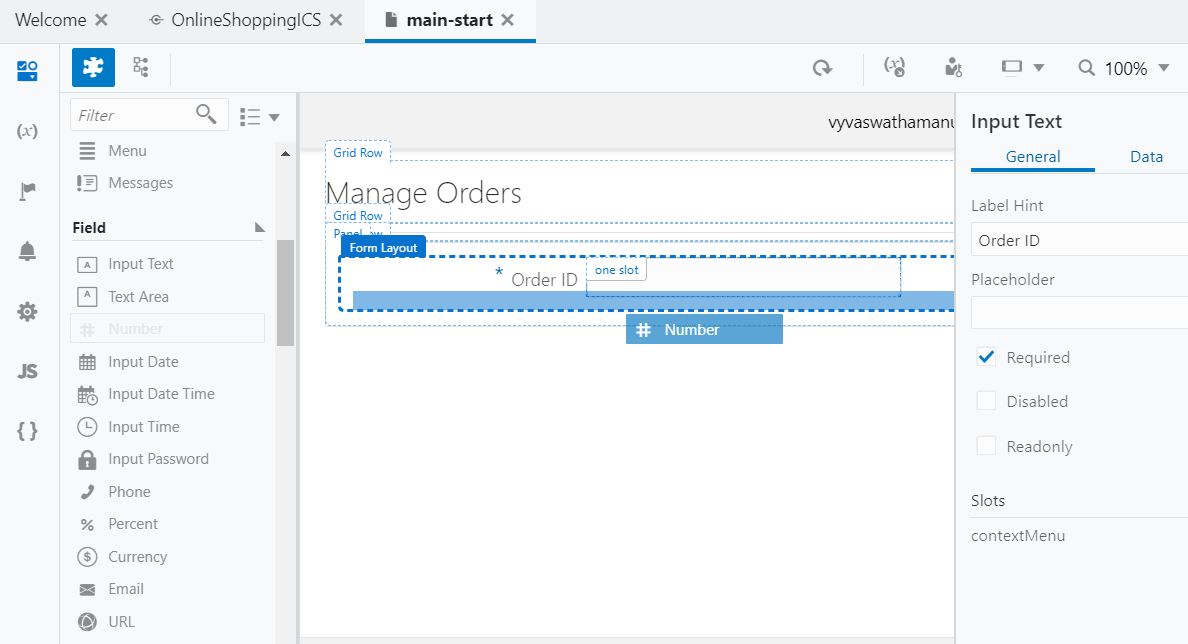 Welcome
OnlineShoppingICS
main-start
100%
Filter
(x)
JS
{ }
Menu
Messages
Field
Input Text
Text Area
Number
Input Date
Input Date Time
Input Time
Input Password
Phone
Percent
Currency
Email
URL
vyvaswathamanu
Grid Row
Manage Orders
Grid Row
Panel
Form Layout
* Order ID
one slot
# Number
Input Text
General Data
Label Hint
Order ID
Placeholder
Required
Disabled
Readonly
Slots
contextMenu